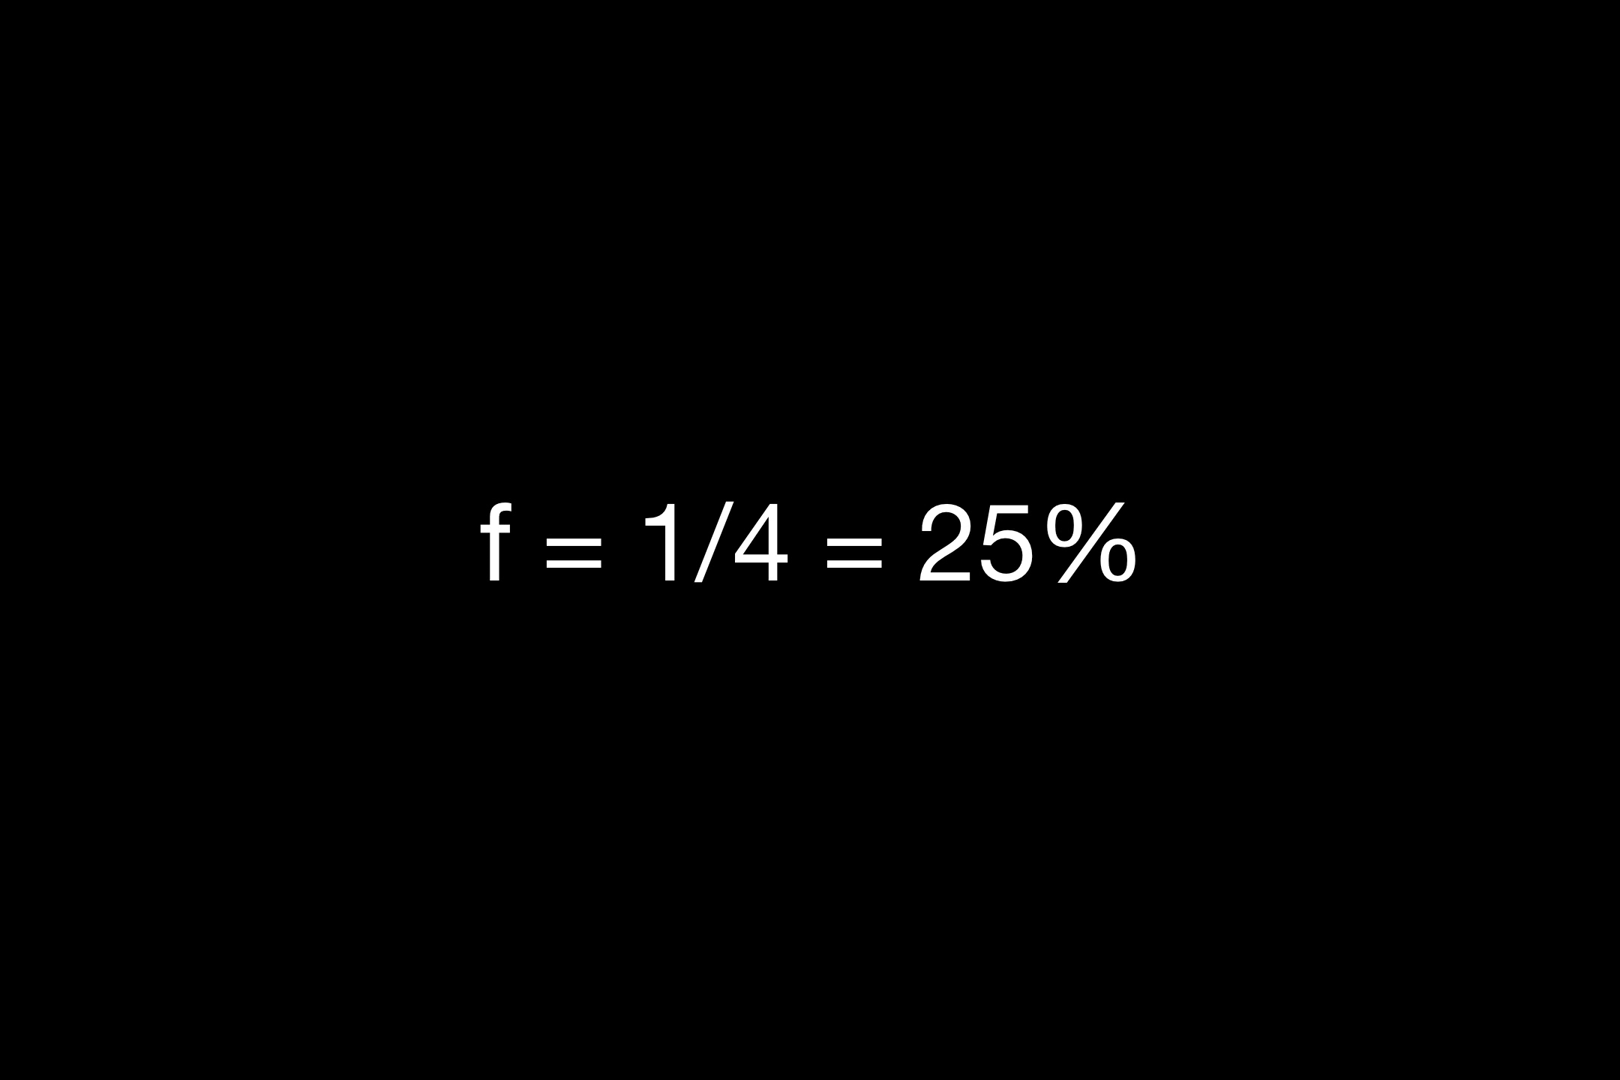 f = 1/4 = 25%